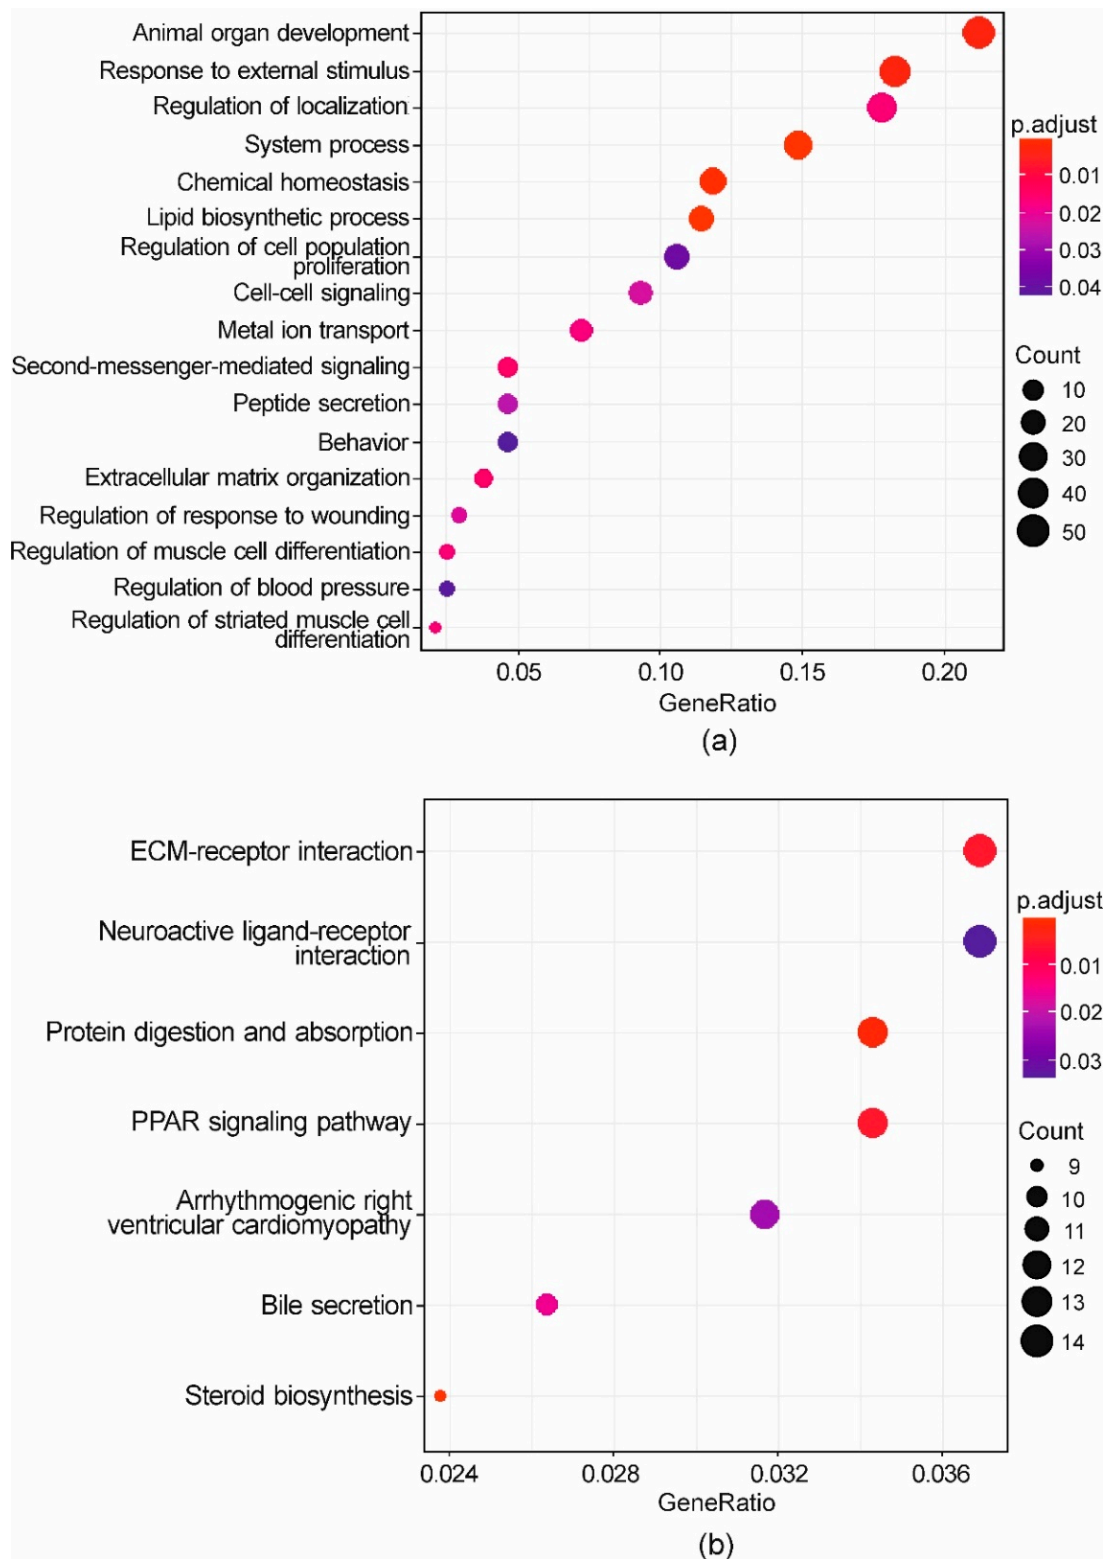 Animal organ development
Response to external stimulus
Regulation of localization
System process
Chemical homeostasis
Lipid biosynthetic process
Regulation of cell population
proliferation
Cell-cell signaling
Metal ion transport
Second-messenger-mediated signaling
Peptide secretion
Behavior
Extracellular matrix organization
Regulation of response to wounding
Regulation of muscle cell differentiation
Regulation of blood pressure
Regulation of striated muscle cell
differentiation
0.05 0.10 0.15 0.20
GeneRatio
(a)
p.adjust
0.01
0.02
0.03
0.04
Count
10
20
30
40
50
ECM-receptor interaction
Neuroactive ligand-receptor
interaction
Protein digestion and absorption
PPAR signaling pathway
Arrhythmogenic right
ventricular cardiomyopathy
Bile secretion
Steroid biosynthesis
0.024 0.028 0.032 0.036
GeneRatio
(b)
p.adjust
0.01
0.02
0.03
Count
9
10
11
12
13
14